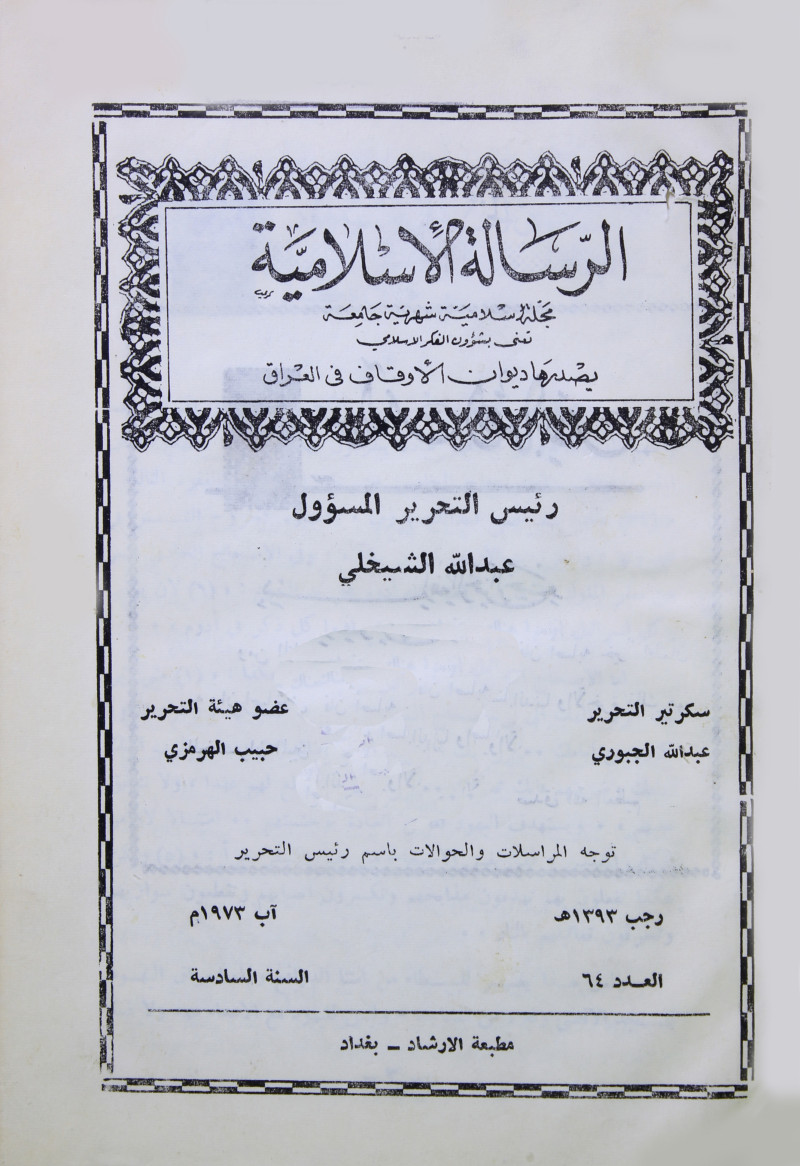 الرسالة الإسلامية
مجلة إسلامية شهرية جامعة
تعنى بشؤون الفكر الاسلامي
يصدرها ديوان الأوقاف في العراق
رئيس التحرير المسؤول
عبدالله الشيخلي
سكرتير التحرير
عبدالله الجبوري
عضو هيئة التحرير
حبيب الهرمزي
توجه المراسلات والحوالات باسم رئيس التحرير
رجب ١٣٩٣هـ
آب ١٩٧٣م
العدد ٦٤
السنة السادسة
مطبعة الارشاد - بغداد